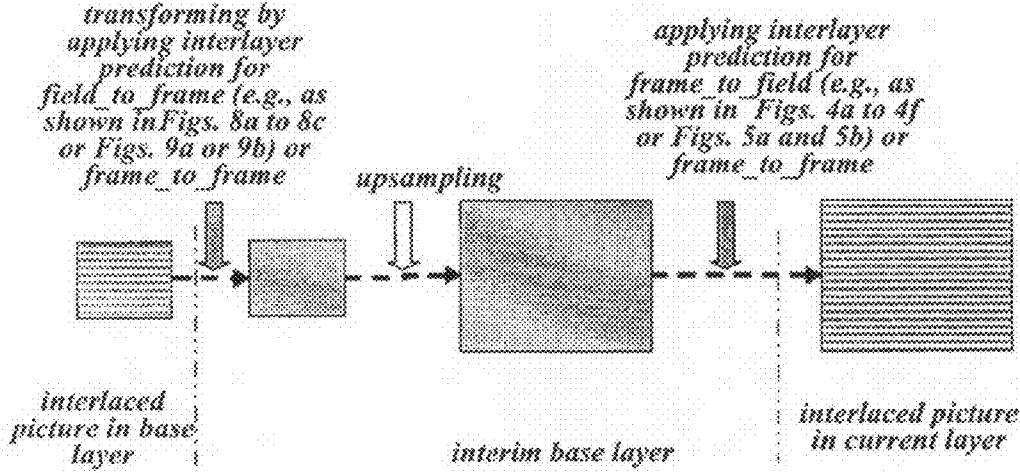 transforming by
applying interlayer
prediction for
field_to_frame (e.g., as
shown inFigs. 8a to 8c
or Figs. 9a or 9b) or
frame_to_frame
upsampling
applying interlayer
prediction for
frame_to_field (e.g., as
shown in Figs. 4a to 4f
or Figs. 5a and 5b) or
frame_to_frame
interlaced
picture in base
layer
interim base layer
interlaced picture
in current layer